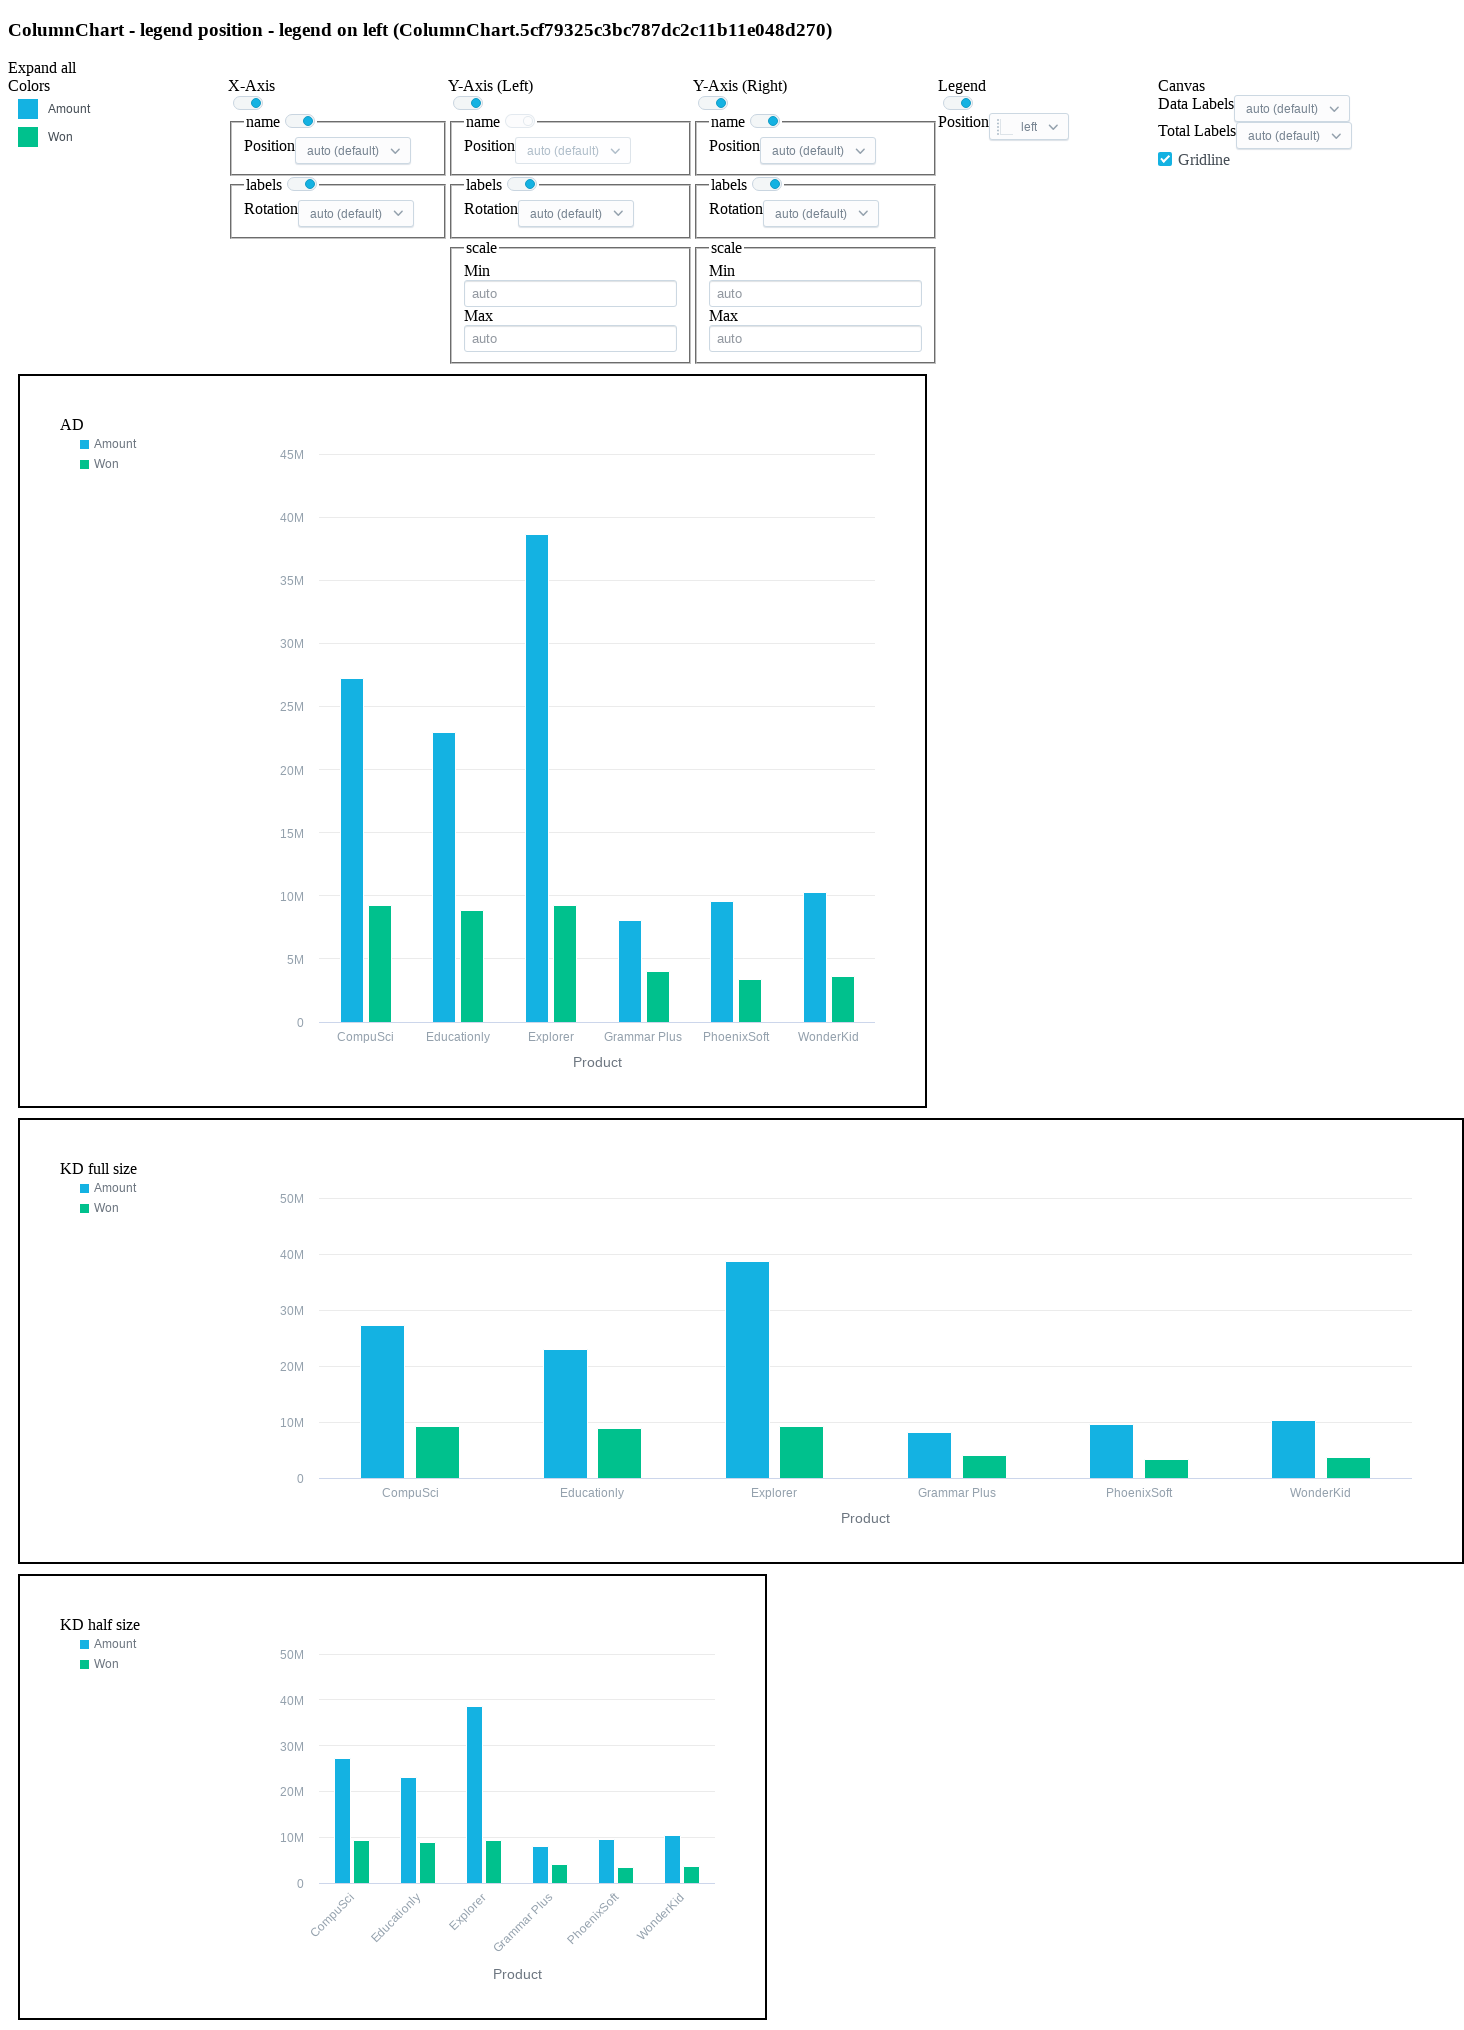 ColumnChart - legend position - legend on left (ColumnChart.5cf79325c3bc787dc2c11b11e048d270)
Expand all
Colors
Amount
Won
X-Axis
name
Position auto (default)
labels
Rotation auto (default)
Y-Axis (Left)
name
Position auto (default)
labels
Rotation auto (default)
scale
Min
auto
Max
auto
Y-Axis (Right)
name
Position auto (default)
labels
Rotation auto (default)
scale
Min
auto
Max
auto
Legend
Position left
Canvas
Data Labels auto (default)
Total Labels auto (default)
Gridline
AD
Amount
Won
45M
40M
35M
30M
25M
20M
15M
10M
5M
0
CompuSci Educationly Explorer Grammar Plus PhoenixSoft WonderKid
Product
KD full size
Amount
Won
50M
40M
30M
20M
10M
0
CompuSci Educationly Explorer Grammar Plus PhoenixSoft WonderKid
Product
KD half size
Amount
Won
50M
40M
30M
20M
10M
0
CompuSci Educationly Explorer Grammar Plus PhoenixSoft WonderKid
Product